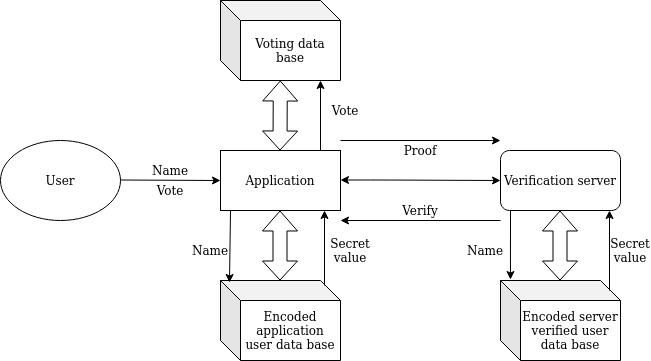 Voting data
base
Vote
Proof
Name
Vote
User
Application
Verification server
Verify
Name
Secret
value
Name
Secret
value
Encoded
application
user data base
Encoded server
verified user
data base